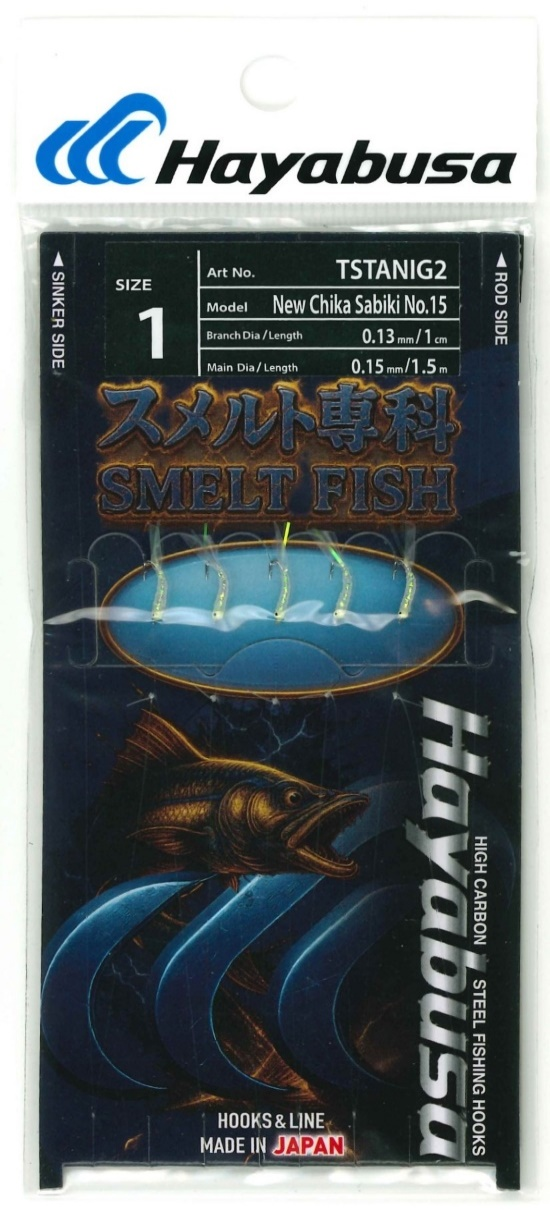 Hayabusa
SIZE
1
Art No. TSTANIG2
Model New Chika Sabiki No.15
Branch Dia / Length 0.13 mm / 1 cm
Main Dia / Length 0.15 mm / 1.5 m
◀ SINKER SIDE
◀ ROD SIDE
スメルト専科
SMELT FISH
Hayabusa
HIGH CARBON STEEL FISHING HOOKS
HOOKS & LINE
MADE IN JAPAN